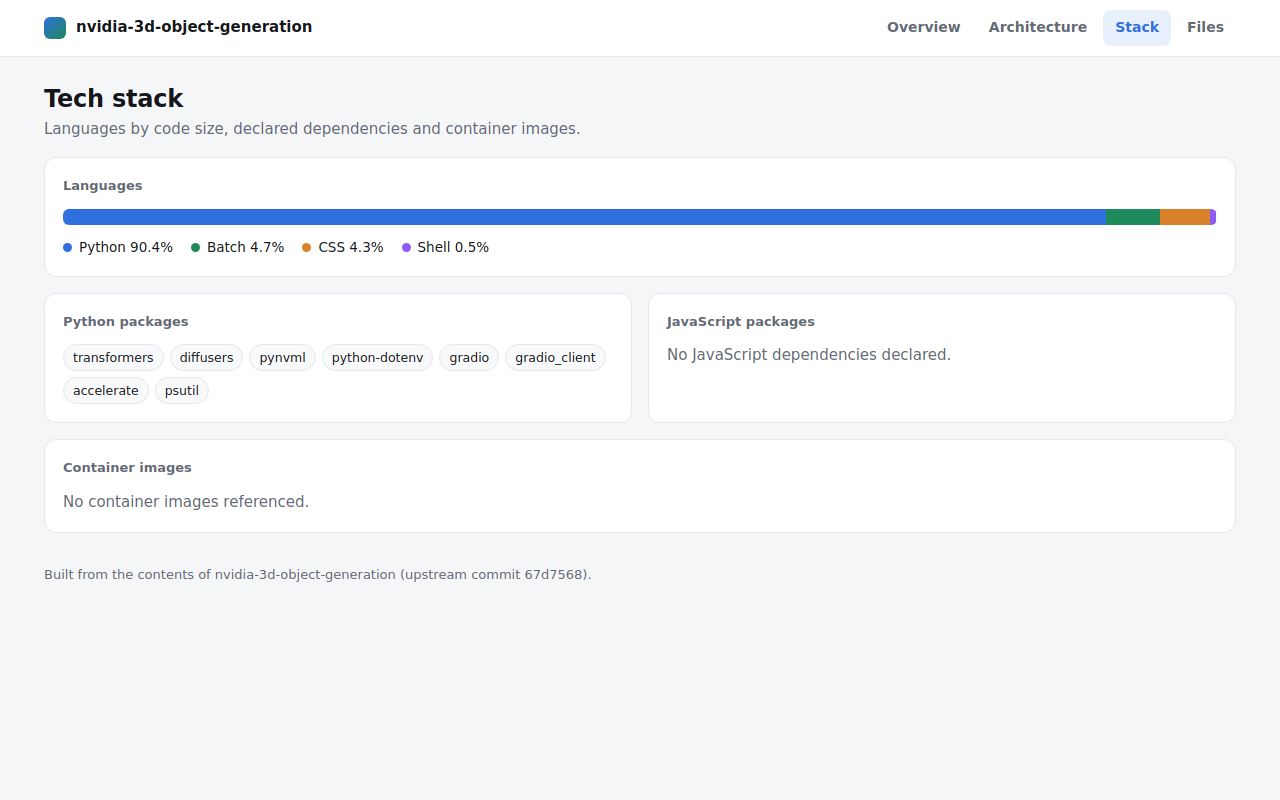 nvidia-3d-object-generation
Overview Architecture Stack Files
Tech stack
Languages by code size, declared dependencies and container images.
Languages
Python 90.4% Batch 4.7% CSS 4.3% Shell 0.5%
Python packages
transformers diffusers pynvml python-dotenv gradio gradio_client
accelerate psutil
JavaScript packages
No JavaScript dependencies declared.
Container images
No container images referenced.
Built from the contents of nvidia-3d-object-generation (upstream commit 67d7568).